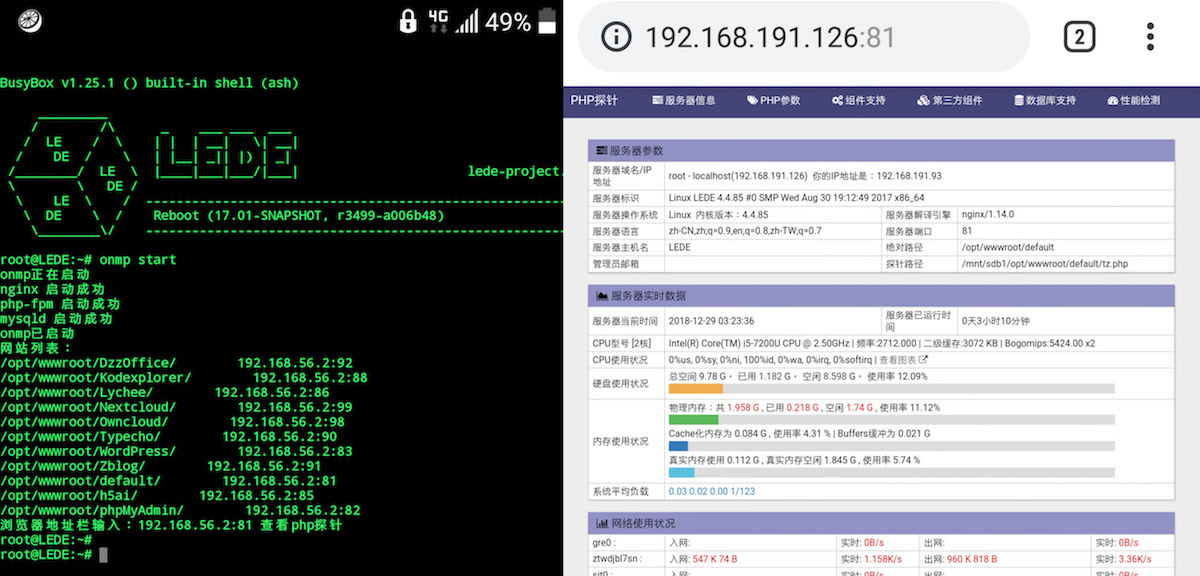 4G 49%
BusyBox v1.25.1 () built-in shell (ash)
LE
DE
LE
DE
LE
DE
LEDE
lede-project.
Reboot (17.01-SNAPSHOT, r3499-a006b48)
root@LEDE:~# onmp start
onmp正在启动
nginx 启动成功
php-fpm 启动成功
mysqld 启动成功
onmp已启动
网站列表：
/opt/wwwroot/DzzOffice/ 192.168.56.2:92
/opt/wwwroot/Kodexplorer/ 192.168.56.2:88
/opt/wwwroot/Lychee/ 192.168.56.2:86
/opt/wwwroot/Nextcloud/ 192.168.56.2:99
/opt/wwwroot/Owncloud/ 192.168.56.2:98
/opt/wwwroot/Typecho/ 192.168.56.2:90
/opt/wwwroot/WordPress/ 192.168.56.2:83
/opt/wwwroot/Zblog/ 192.168.56.2:91
/opt/wwwroot/default/ 192.168.56.2:81
/opt/wwwroot/h5ai/ 192.168.56.2:85
/opt/wwwroot/phpMyAdmin/ 192.168.56.2:82
浏览器地址栏输入：192.168.56.2:81 查看php探针
root@LEDE:~#
root@LEDE:~#
192.168.191.126:81 2
PHP探针 服务器信息 PHP参数 组件支持 第三方组件 数据库支持 性能检测
服务器参数
服务器域名/IP地址 root - localhost(192.168.191.126) 你的IP地址是：192.168.191.93
服务器标识 Linux LEDE 4.4.85 #0 SMP Wed Aug 30 19:12:49 2017 x86_64
服务器操作系统 Linux 内核版本：4.4.85 服务器解译引擎 nginx/1.14.0
服务器语言 zh-CN,zh;q=0.9,en;q=0.8,zh-TW;q=0.7 服务器端口 81
服务器主机名 LEDE 绝对路径 /opt/wwwroot/default
管理员邮箱 探针路径 /mnt/sdb1/opt/wwwroot/default/tz.php
服务器实时数据
服务器当前时间 2018-12-29 03:23:36 服务器已运行时间 0天3小时10分钟
CPU型号 [2核] Intel(R) Core(TM) i5-7200U CPU @ 2.50GHz | 频率:2712.000 | 二级缓存:3072 KB | Bogomips:5424.00 x2
CPU使用状况 0%us, 0%sy, 0%ni, 100%id, 0%wa, 0%irq, 0%softirq | 查看图表
硬盘使用状况 总空间 9.78 G， 已用 1.182 G， 空闲 8.598 G， 使用率 12.09%
内存使用状况 物理内存：共 1.958 G , 已用 0.218 G , 空闲 1.74 G , 使用率 11.12%
Cache化内存为 0.084 G , 使用率 4.31 % | Buffers缓冲为 0.021 G
真实内存使用 0.112 G , 真实内存空闲 1.845 G , 使用率 5.74 %
系统平均负载 0.03 0.02 0.00 1/123
网络使用状况
gre0 : 入网: 实时: 0B/s 出网: 实时: 0B/s
ztwdjbl7sn : 入网: 547 K 74 B 实时: 1.158K/s 出网: 960 K 818 B 实时: 3.36K/s
sit0 : 入网: 实时: 0B/s 出网: 实时: 0B/s